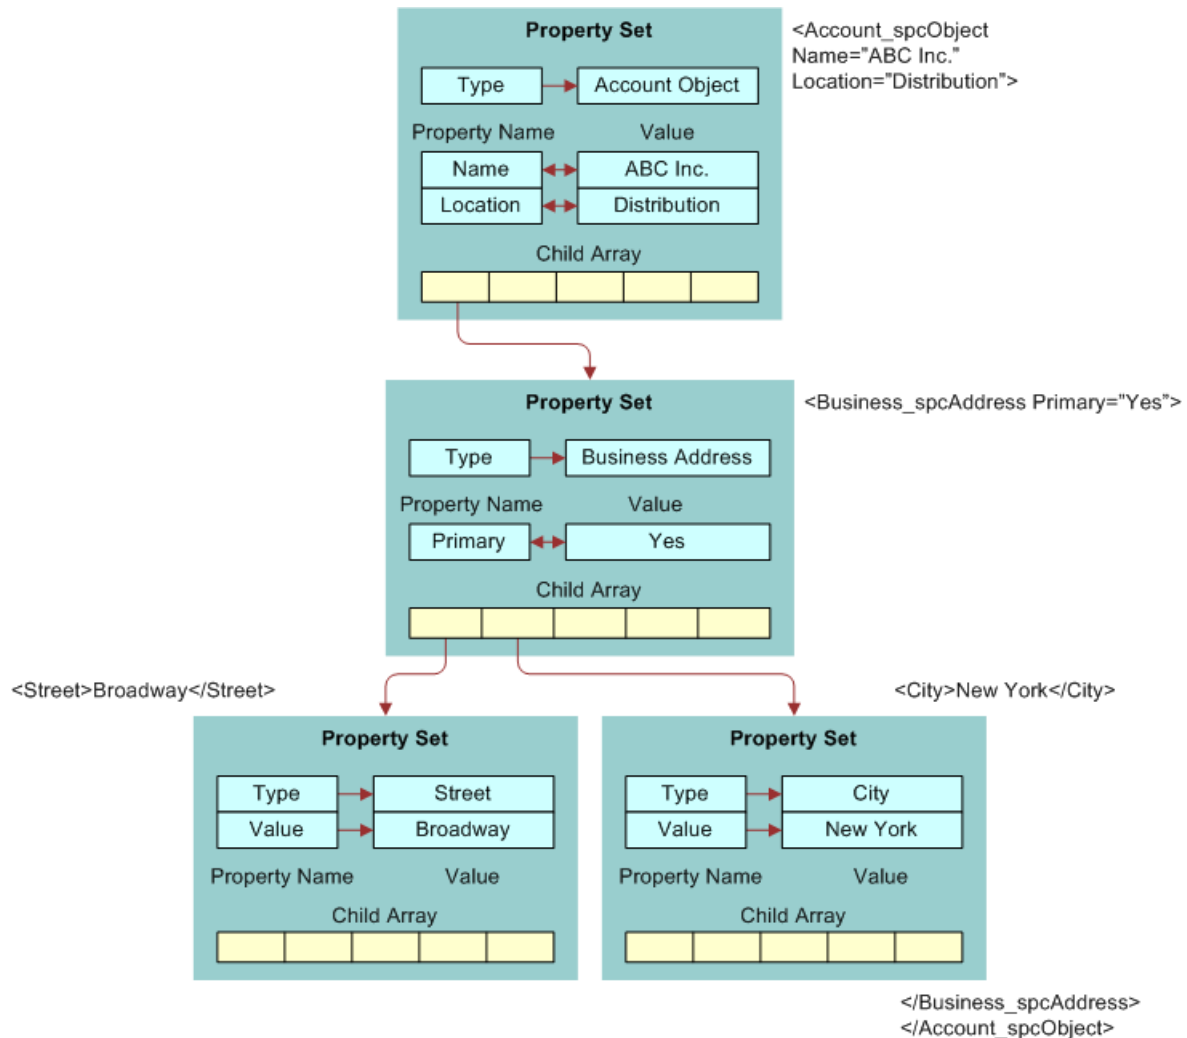 Property Set
<Account_spcObject
Name="ABC Inc."
Location="Distribution">
Type Account Object
Property Name Value
Name ABC Inc.
Location Distribution
Child Array
Property Set
<Business_spcAddress Primary="Yes">
Type Business Address
Property Name Value
Primary Yes
Child Array
<Street>Broadway</Street>
<City>New York</City>
Property Set
Type Street
Value Broadway
Property Name Value
Child Array
Property Set
Type City
Value New York
Property Name Value
Child Array
</Business_spcAddress>
</Account_spcObject>